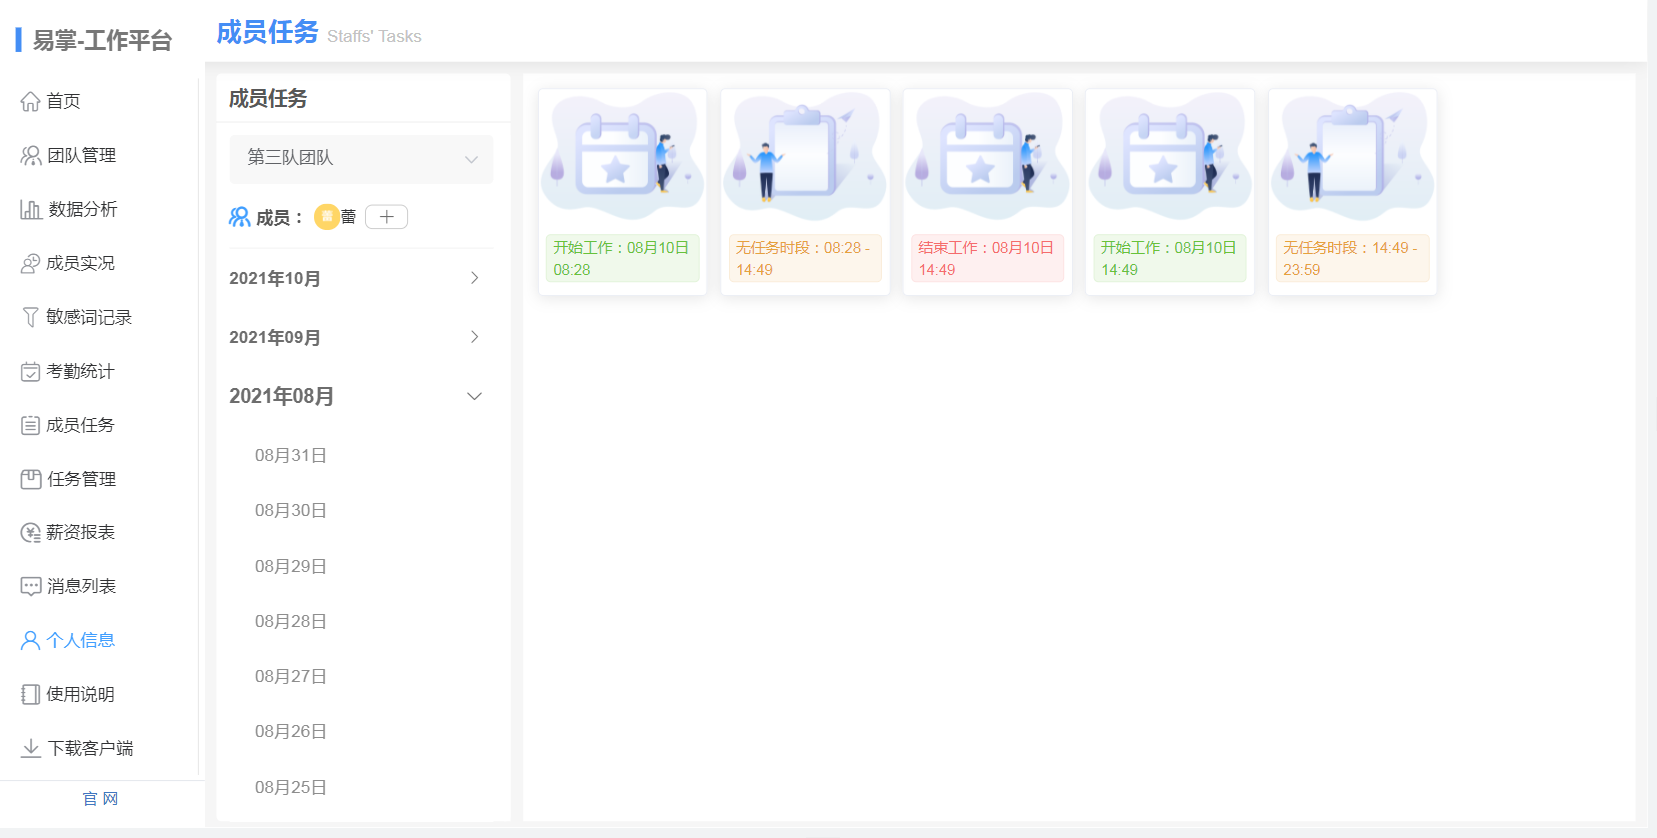 易掌-工作平台
首页
团队管理
数据分析
成员实况
敏感词记录
考勤统计
成员任务
任务管理
薪资报表
消息列表
个人信息
使用说明
下载客户端
官 网
成员任务 Staffs' Tasks
成员任务
第三队团队
成员： 蕾 蕾
2021年10月
2021年09月
2021年08月
08月31日
08月30日
08月29日
08月28日
08月27日
08月26日
08月25日
开始工作：08月10日
08:28
无任务时段：08:28 -
14:49
结束工作：08月10日
14:49
开始工作：08月10日
14:49
无任务时段：14:49 -
23:59